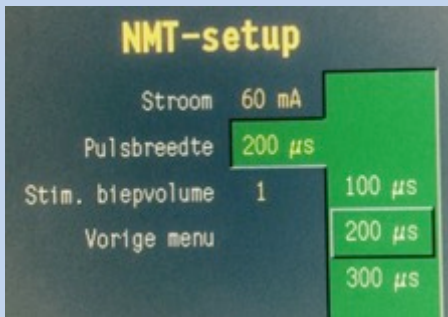 NMT-setup
Stroom 60 mA
Pulsbreedte 200 µs
Stim. biepvolume 1
Vorige menu
100 µs
200 µs
300 µs